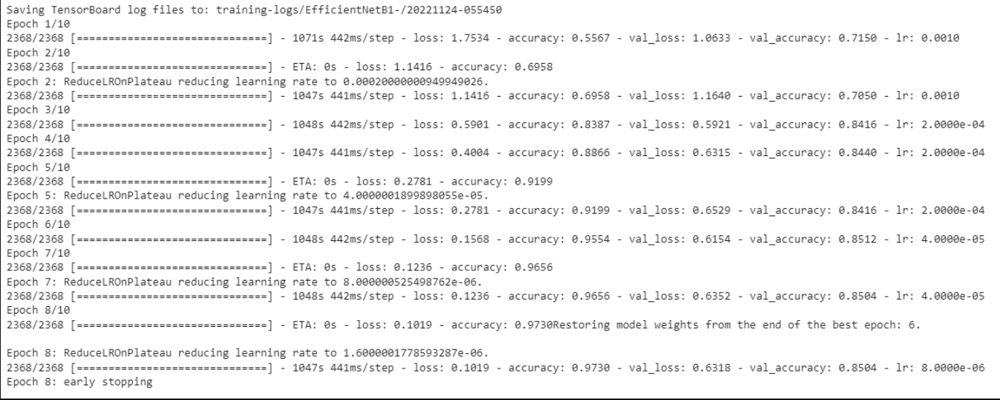 Saving TensorBoard log files to: training-logs/EfficientNetB1-/20221124-055450
Epoch 1/10
2368/2368 [==============================] - 1071s 442ms/step - loss: 1.7534 - accuracy: 0.5567 - val_loss: 1.0633 - val_accuracy: 0.7150 - lr: 0.0010
Epoch 2/10
2368/2368 [==============================] - ETA: 0s - loss: 1.1416 - accuracy: 0.6958
Epoch 2: ReduceLROnPlateau reducing learning rate to 0.00020000000949949026.
2368/2368 [==============================] - 1047s 441ms/step - loss: 1.1416 - accuracy: 0.6958 - val_loss: 1.1640 - val_accuracy: 0.7050 - lr: 0.0010
Epoch 3/10
2368/2368 [==============================] - 1048s 442ms/step - loss: 0.5901 - accuracy: 0.8387 - val_loss: 0.5921 - val_accuracy: 0.8416 - lr: 2.0000e-04
Epoch 4/10
2368/2368 [==============================] - 1047s 441ms/step - loss: 0.4004 - accuracy: 0.8866 - val_loss: 0.6315 - val_accuracy: 0.8440 - lr: 2.0000e-04
Epoch 5/10
2368/2368 [==============================] - ETA: 0s - loss: 0.2781 - accuracy: 0.9199
Epoch 5: ReduceLROnPlateau reducing learning rate to 4.0000001899898055e-05.
2368/2368 [==============================] - 1047s 441ms/step - loss: 0.2781 - accuracy: 0.9199 - val_loss: 0.6529 - val_accuracy: 0.8416 - lr: 2.0000e-04
Epoch 6/10
2368/2368 [==============================] - 1048s 442ms/step - loss: 0.1568 - accuracy: 0.9554 - val_loss: 0.6154 - val_accuracy: 0.8512 - lr: 4.0000e-05
Epoch 7/10
2368/2368 [==============================] - ETA: 0s - loss: 0.1236 - accuracy: 0.9656
Epoch 7: ReduceLROnPlateau reducing learning rate to 8.000000525498762e-06.
2368/2368 [==============================] - 1048s 442ms/step - loss: 0.1236 - accuracy: 0.9656 - val_loss: 0.6352 - val_accuracy: 0.8504 - lr: 4.0000e-05
Epoch 8/10
2368/2368 [==============================] - ETA: 0s - loss: 0.1019 - accuracy: 0.9730Restoring model weights from the end of the best epoch: 6.
Epoch 8: ReduceLROnPlateau reducing learning rate to 1.6000001778593287e-06.
2368/2368 [==============================] - 1047s 441ms/step - loss: 0.1019 - accuracy: 0.9730 - val_loss: 0.6318 - val_accuracy: 0.8504 - lr: 8.0000e-06
Epoch 8: early stopping